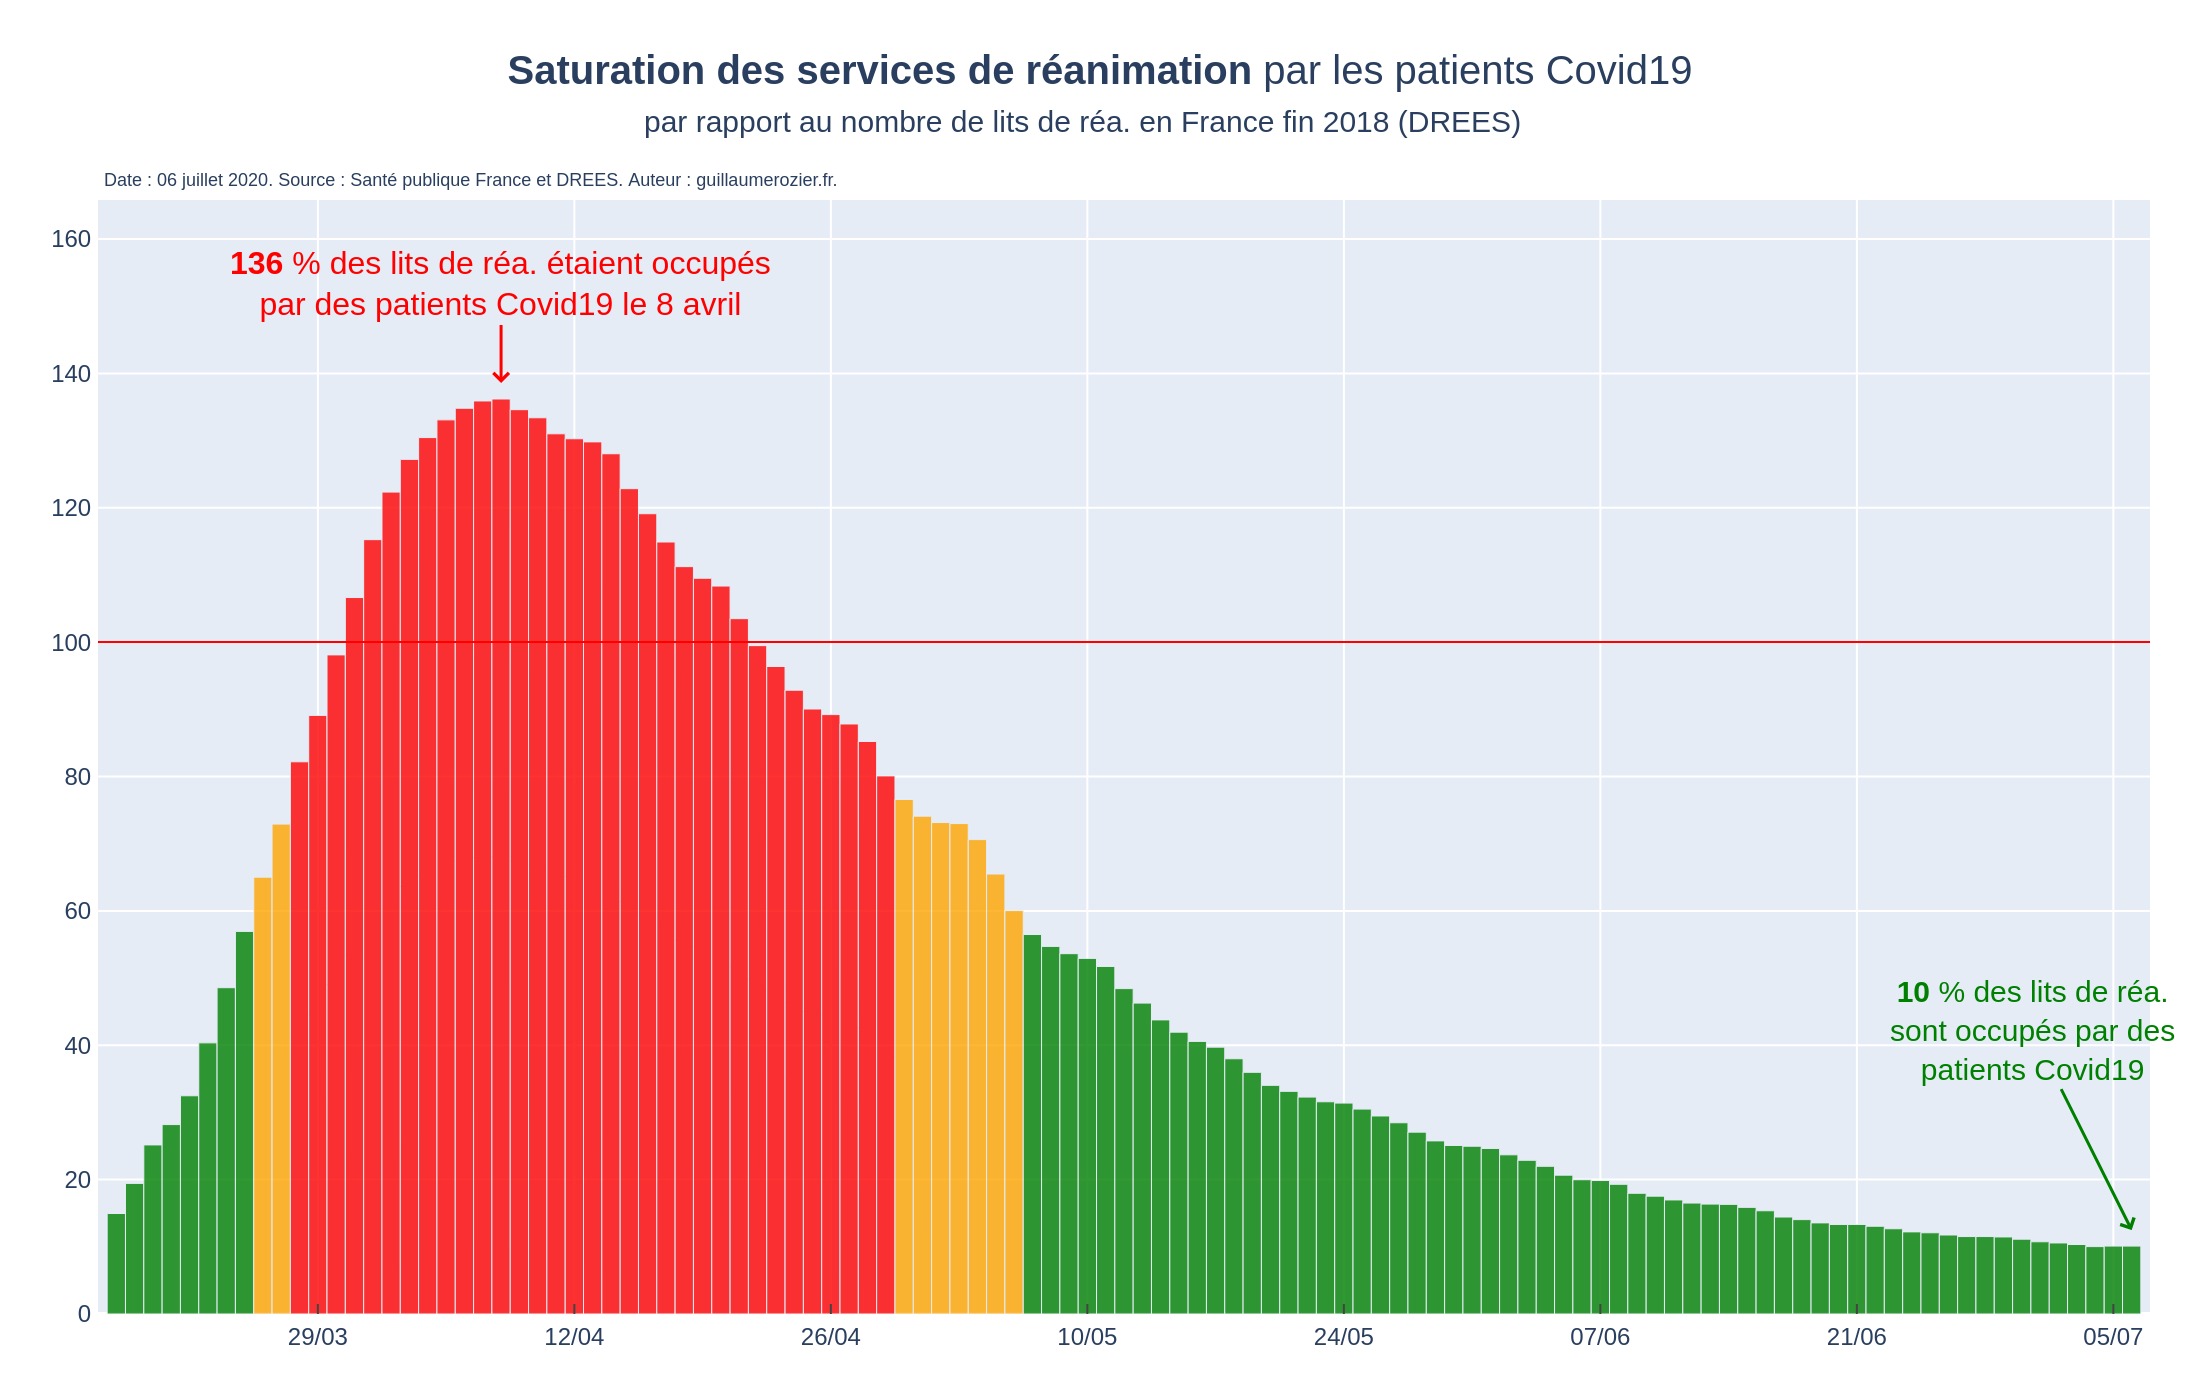 Saturation des services de réanimation par les patients Covid19
par rapport au nombre de lits de réa. en France fin 2018 (DREES)
Date : 06 juillet 2020. Source : Santé publique France et DREES. Auteur : guillaumerozier.fr.
160
136 % des lits de réa. étaient occupés
par des patients Covid19 le 8 avril
140
120
100
80
60
10 % des lits de réa.
sont occupés par des
patients Covid19
40
20
0
29/03 12/04 26/04 10/05 24/05 07/06 21/06 05/07